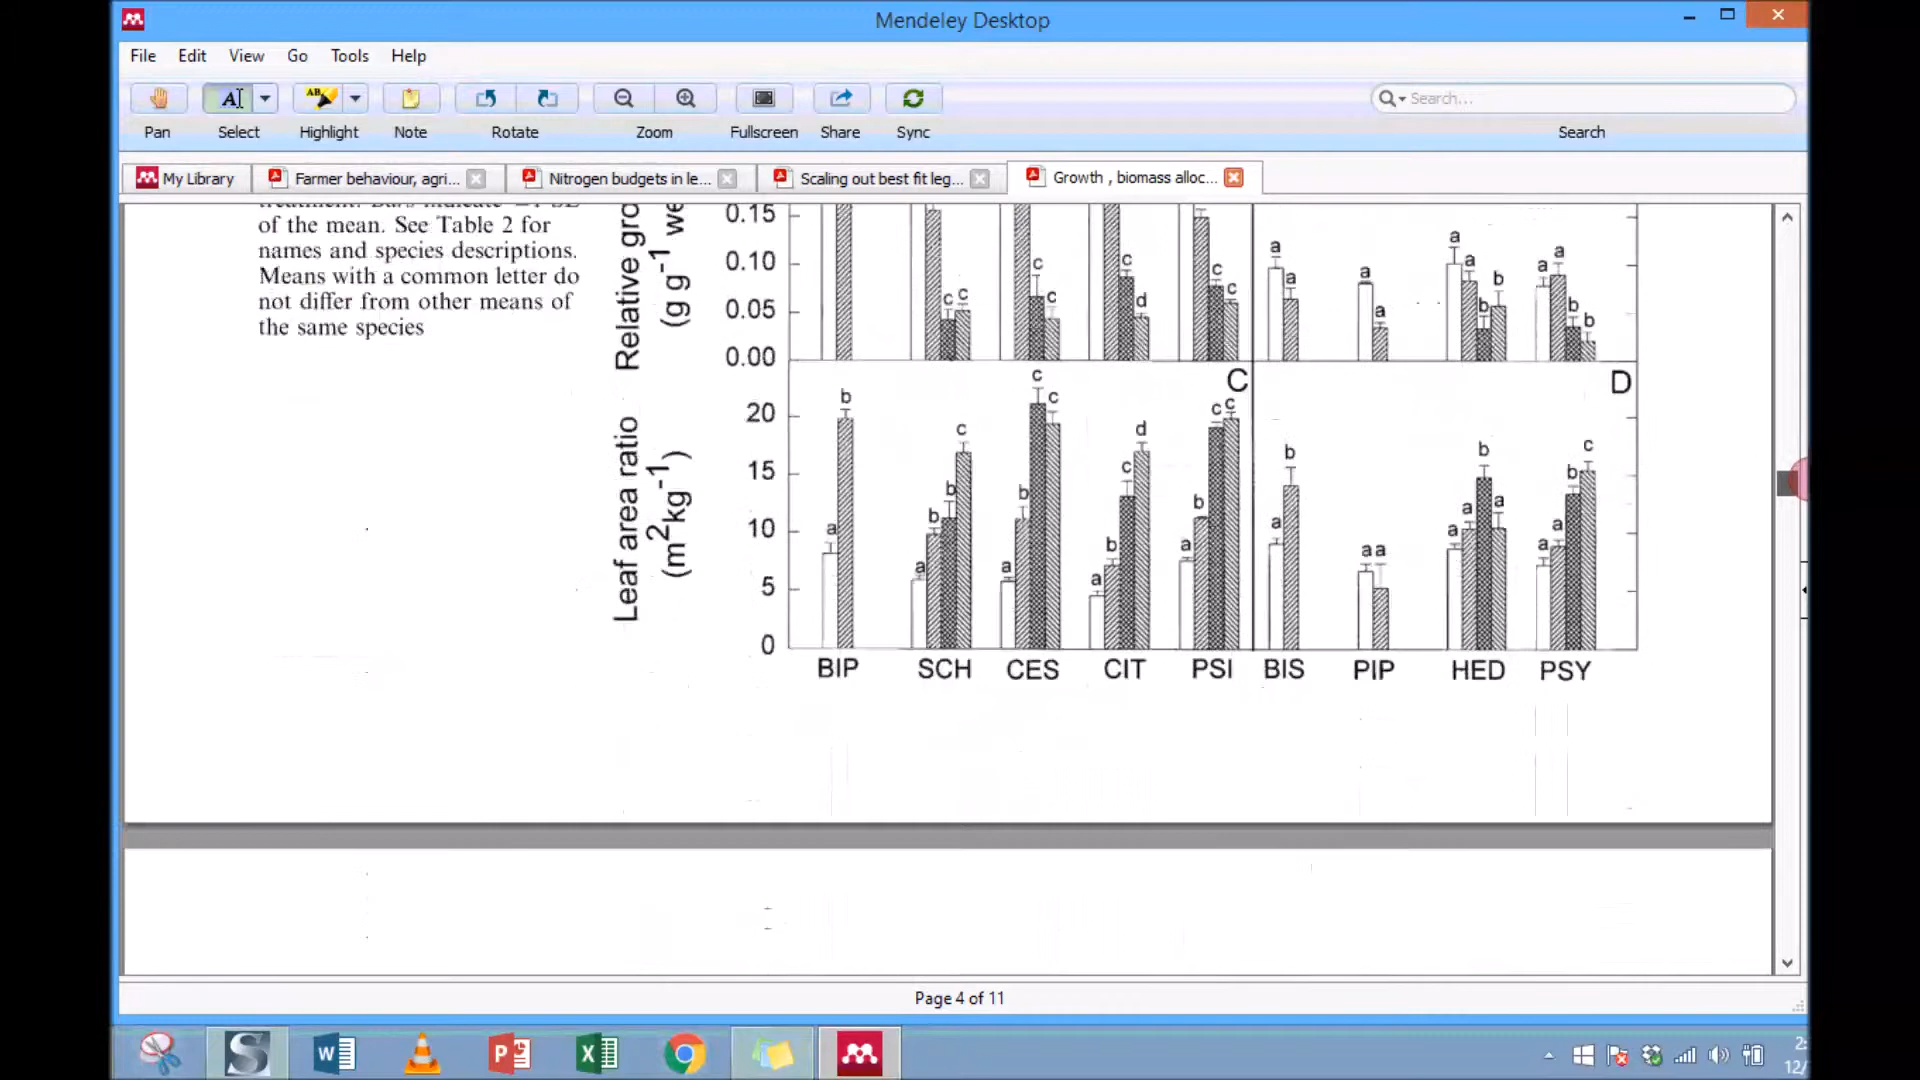 Mendeley Desktop
File Edit View Go Tools Help
Search...
Pan Select Highlight Note Rotate Zoom Fullscreen Share Sync Search
My Library Farmer behaviour, agri... Nitrogen budgets in le... Scaling out best fit leg... Growth , biomass alloc...
of the mean. See Table 2 for
names and species descriptions.
Means with a common letter do
not differ from other means of
the same species
Relative gro
(g g-1 we
0.15
0.10
0.05
0.00
c c c c c d c c a a a a a a b b a a b b
C D
Leaf area ratio
(m2kg-1)
20
15
10
5
0
a b a b b c a b c c a b c d a b c c a b a a a a b a a a b c
BIP SCH CES CIT PSI BIS PIP HED PSY
Page 4 of 11
2:
12/